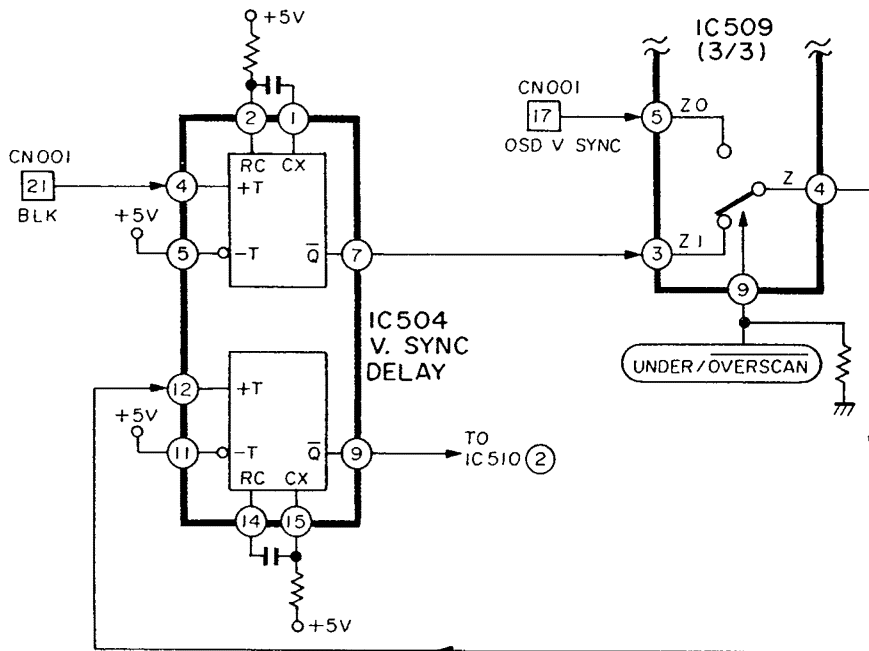 +5V
IC509
(3/3)
CN001
17
OSD V SYNC
5
Z0
2
1
RC
CX
CN001
21
BLK
4
+T
+5V
5
-T
Q
7
3
Z1
Z
4
9
IC504
V. SYNC
DELAY
UNDER/OVERSCAN
12
+T
+5V
11
-T
Q
9
TO
IC510 2
RC
CX
14
15
+5V